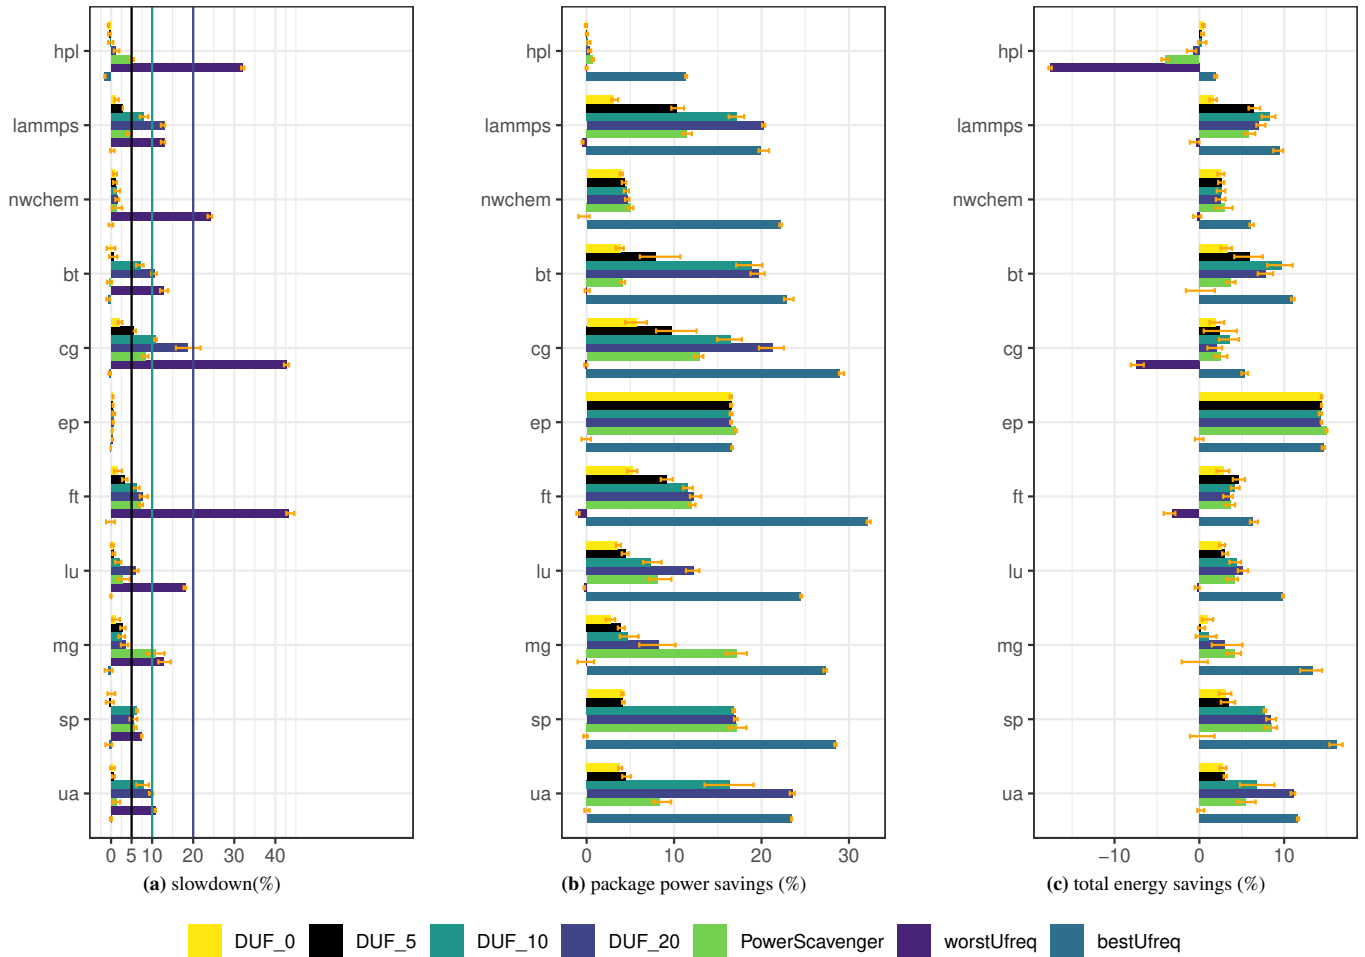 hpl
lammps
nwchem
bt
cg
ep
ft
lu
mg
sp
ua
0 5 10 20 30 40
(a) slowdown(%)
hpl
lammps
nwchem
bt
cg
ep
ft
lu
mg
sp
ua
0 10 20 30
(b) package power savings (%)
hpl
lammps
nwchem
bt
cg
ep
ft
lu
mg
sp
ua
−10 0 10
(c) total energy savings (%)
DUF_0 DUF_5 DUF_10 DUF_20 PowerScavenger worstUfreq bestUfreq